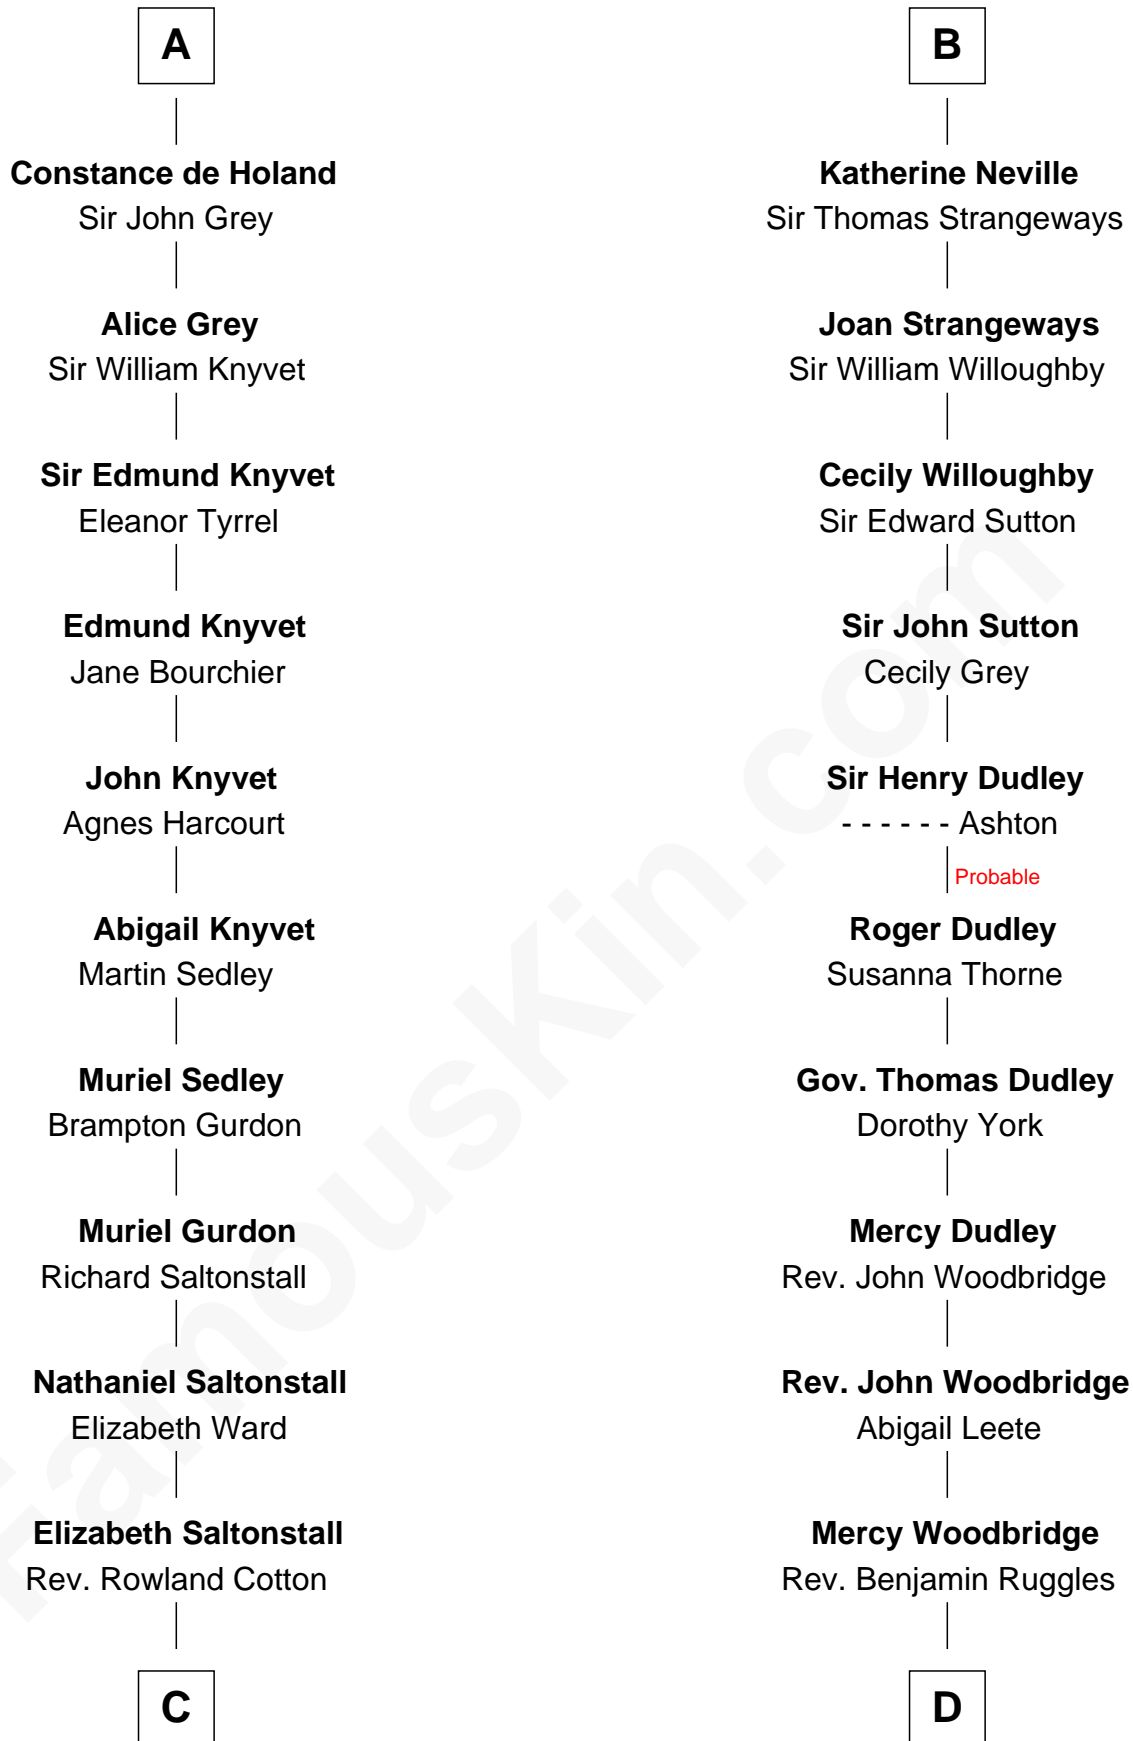 A
Constance de Holand
Sir John Grey
Alice Grey
Sir William Knyvet
Sir Edmund Knyvet
Eleanor Tyrrel
Edmund Knyvet
Jane Bourchier
John Knyvet
Agnes Harcourt
Abigail Knyvet
Martin Sedley
Muriel Sedley
Brampton Gurdon
Muriel Gurdon
Richard Saltonstall
Nathaniel Saltonstall
Elizabeth Ward
Elizabeth Saltonstall
Rev. Rowland Cotton
C
B
Katherine Neville
Sir Thomas Strangeways
Joan Strangeways
Sir William Willoughby
Cecily Willoughby
Sir Edward Sutton
Sir John Sutton
Cecily Grey
Sir Henry Dudley
- - - - - - Ashton
Probable
Roger Dudley
Susanna Thorne
Gov. Thomas Dudley
Dorothy York
Mercy Dudley
Rev. John Woodbridge
Rev. John Woodbridge
Abigail Leete
Mercy Woodbridge
Rev. Benjamin Ruggles
D
FamousKin.com